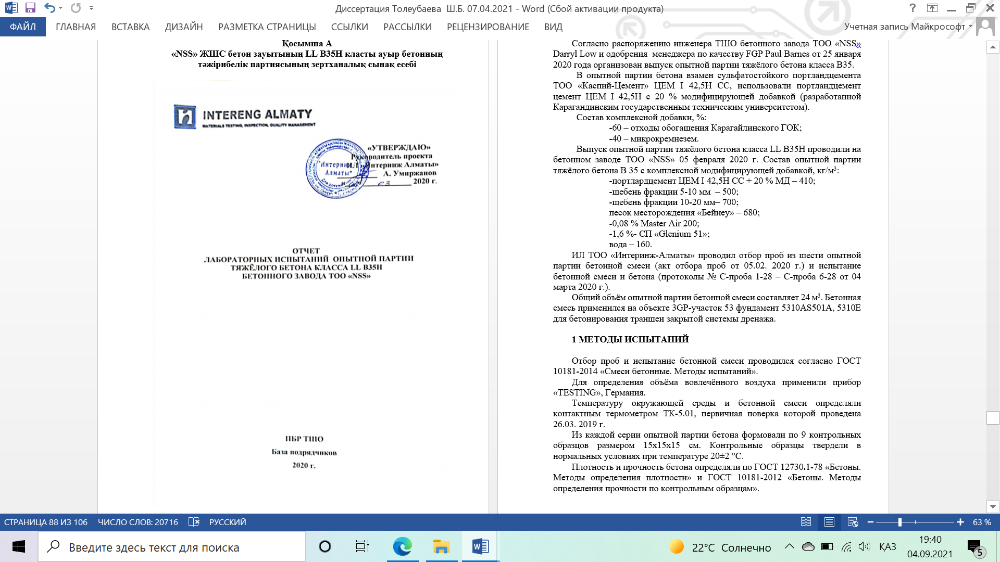 Диссертация Толеубаева Ш.Б. 07.04.2021 - Word (Сбой активации продукта)
ФАЙЛ ГЛАВНАЯ ВСТАВКА ДИЗАЙН РАЗМЕТКА СТРАНИЦЫ ССЫЛКИ РАССЫЛКИ РЕЦЕНЗИРОВАНИЕ ВИД Учетная запись Майкрософт
Қосымша А
«NSS» ЖШС бетон зауытының LL В35Н класты ауыр бетонның
тәжірибелік партиясының зертханалық сынақ есебі
INTERENG ALMATY
MATERIALS TESTING, INSPECTION, QUALITY MANAGEMENT
«УТВЕРЖДАЮ»
Руководитель проекта
ИЛ «Интеринж Алматы»
А. Умиржанов
03 2020 г.
"Интеринж
Алматы"
ОТЧЕТ
ЛАБОРАТОРНЫХ ИСПЫТАНИЙ ОПЫТНОЙ ПАРТИИ
ТЯЖЁЛОГО БЕТОНА КЛАССА LL В35Н
БЕТОННОГО ЗАВОДА ТОО «NSS»
ПБР ТШО
База подрядчиков
2020 г.
Согласно распоряжению инженера ТШО бетонного завода ТОО «NSS»
Darryl Low и одобрения менеджера по качеству FGP Paul Barnes от 25 января
2020 года организован выпуск опытной партии тяжёлого бетона класса В35.
В опытной партии бетона взамен сульфатостойкого портландцемента
ТОО «Каспий-Цемент» ЦЕМ I 42,5Н СС, использовали портландцемент
цемент ЦЕМ I 42,5Н с 20 % модифицирующей добавкой (разработанной
Карагандинским государственным техническим университетом).
Состав комплексной добавки, %:
-60 – отходы обогащения Карагайлинского ГОК;
-40 – микрокремнезем.
Выпуск опытной партии тяжёлого бетона класса LL В35Н проводили на
бетонном заводе ТОО «NSS» 05 февраля 2020 г. Состав опытной партии
тяжёлого бетона В 35 с комплексной модифицирующей добавкой, кг/м³:
-портлардцемент ЦЕМ I 42,5Н СС + 20 % МД – 410;
-щебень фракции 5-10 мм – 500;
-щебень фракции 10-20 мм– 700;
песок месторождения «Бейнеу» – 680;
-0,08 % Master Air 200;
-1,6 %- СП «Glenium 51»;
вода – 160.
ИЛ ТОО «Интеринж-Алматы» проводил отбор проб из шести опытной
партии бетонной смеси (акт отбора проб от 05.02. 2020 г.) и испытание
бетонной смеси и бетона (протоколы № С-проба 1-28 – С-проба 6-28 от 04
марта 2020 г.).
Общий объём опытной партии бетонной смеси составляет 24 м³. Бетонная
смесь применился на объекте 3GP-участок 53 фундамент 5310AS501A, 5310E
для бетонирования траншеи закрытой системы дренажа.
1 МЕТОДЫ ИСПЫТАНИЙ
Отбор проб и испытание бетонной смеси проводился согласно ГОСТ
10181-2014 «Смеси бетонные. Методы испытаний».
Для определения объёма вовлечённого воздуха применили прибор
«TESTING», Германия.
Температуру окружающей среды и бетонной смеси определяли
контактным термометром ТК-5.01, первичная поверка которой проведена
26.03. 2019 г.
Из каждой серии опытной партии бетона формовали по 9 контрольных
образцов размером 15х15х15 см. Контрольные образцы твердели в
нормальных условиях при температуре 20±2 °С.
Плотность и прочность бетона определяли по ГОСТ 12730.1-78 «Бетоны.
Методы определения плотности» и ГОСТ 10181-2012 «Бетоны. Методы
определения прочности по контрольным образцам».
СТРАНИЦА 88 ИЗ 106 ЧИСЛО СЛОВ: 20716 РУССКИЙ 63 %
Введите здесь текст для поиска 22°C Солнечно ҚАЗ 19:40
04.09.2021 5